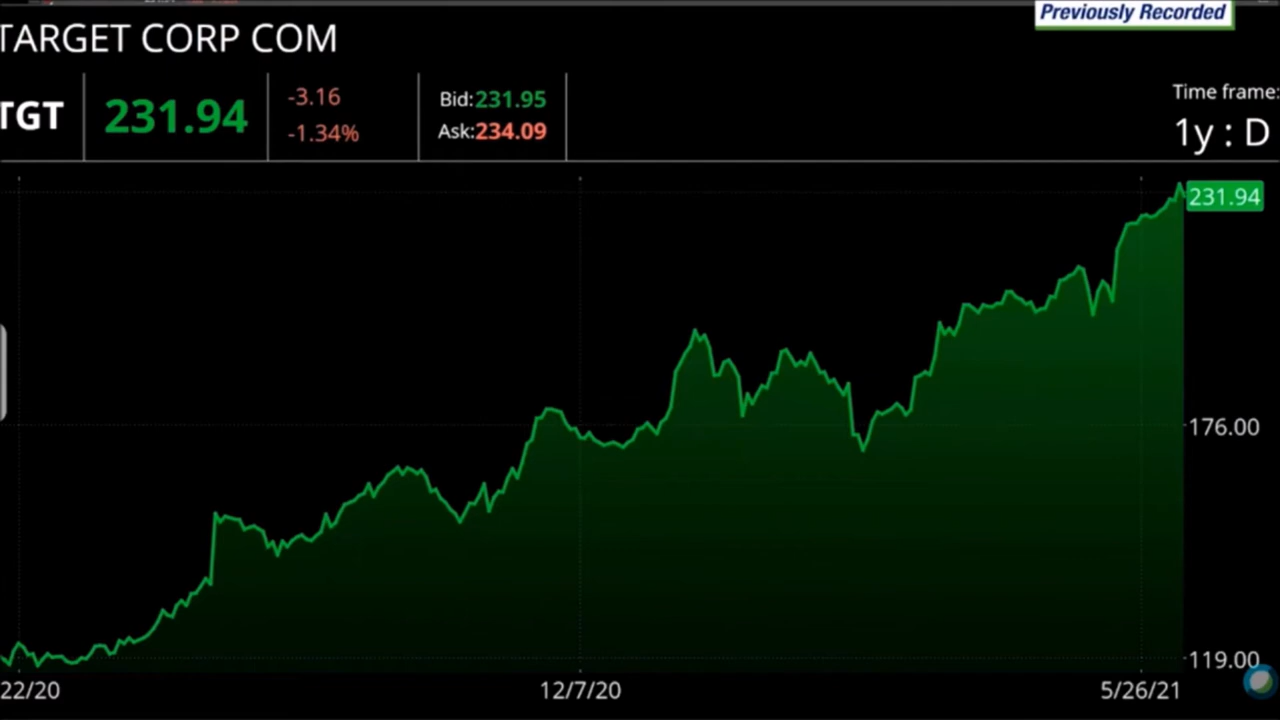 Previously Recorded
TARGET CORP COM
TGT
231.94
-3.16
-1.34%
Bid:231.95
Ask:234.09
Time frame:
1y : D
231.94
176.00
119.00
22/20
12/7/20
5/26/21